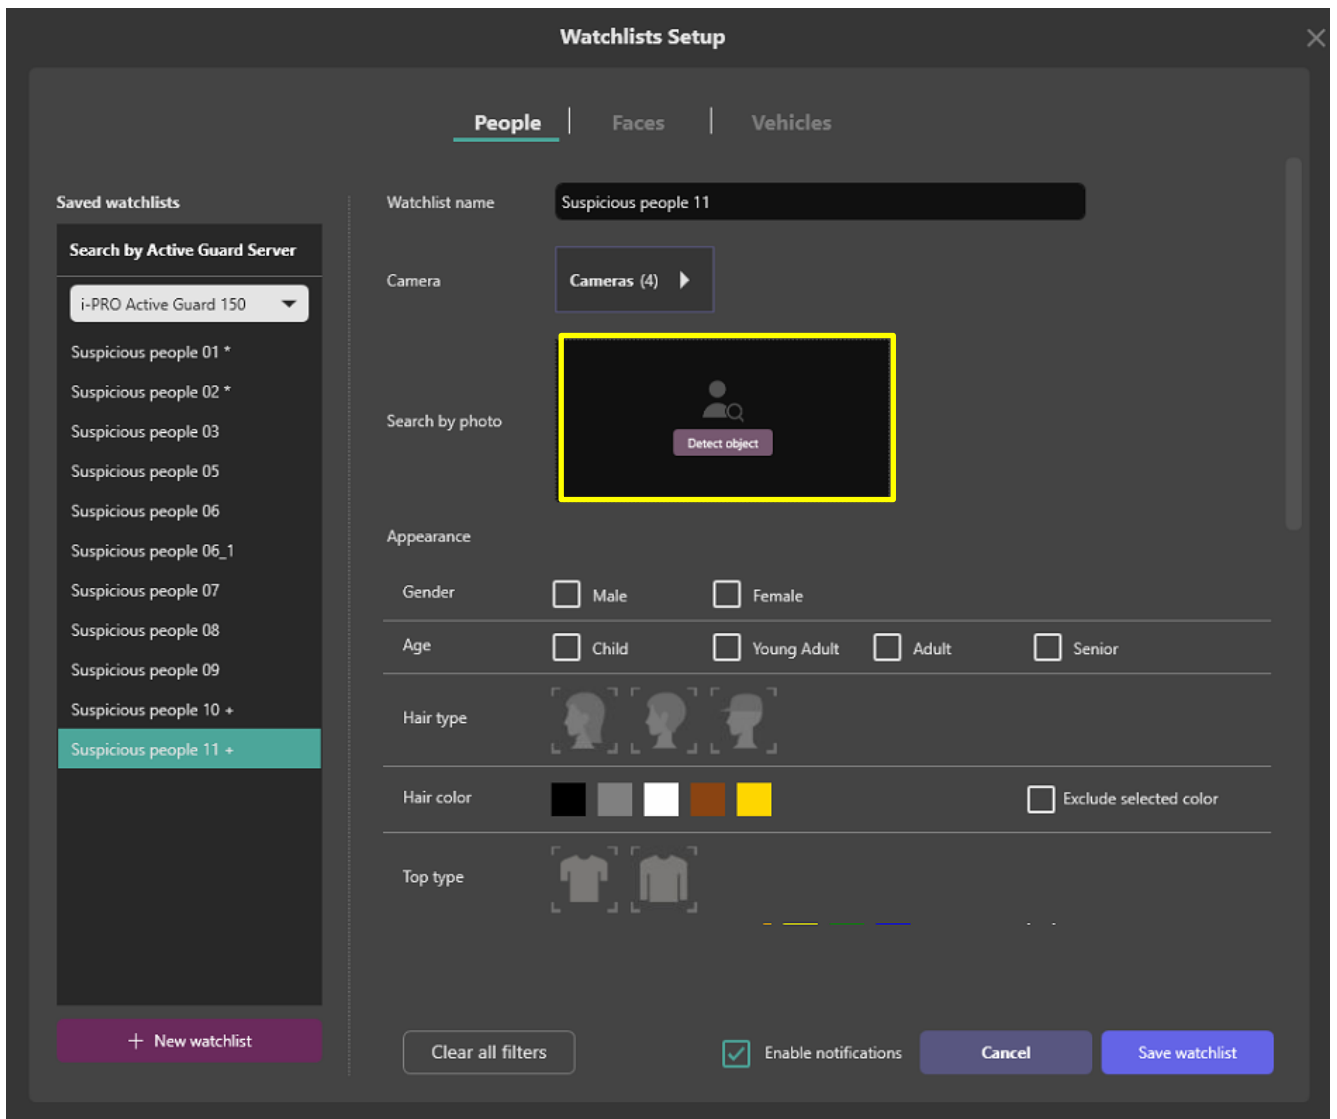 Watchlists Setup
People
Faces
Vehicles
Saved watchlists
Search by Active Guard Server
i-PRO Active Guard 150
Suspicious people 01 *
Suspicious people 02 *
Suspicious people 03
Suspicious people 05
Suspicious people 06
Suspicious people 06_1
Suspicious people 07
Suspicious people 08
Suspicious people 09
Suspicious people 10 +
Suspicious people 11 +
+ New watchlist
Watchlist name
Suspicious people 11
Camera
Cameras (4)
Search by photo
Detect object
Appearance
Gender
Male
Female
Age
Child
Young Adult
Adult
Senior
Hair type
Hair color
Exclude selected color
Top type
Clear all filters
Enable notifications
Cancel
Save watchlist